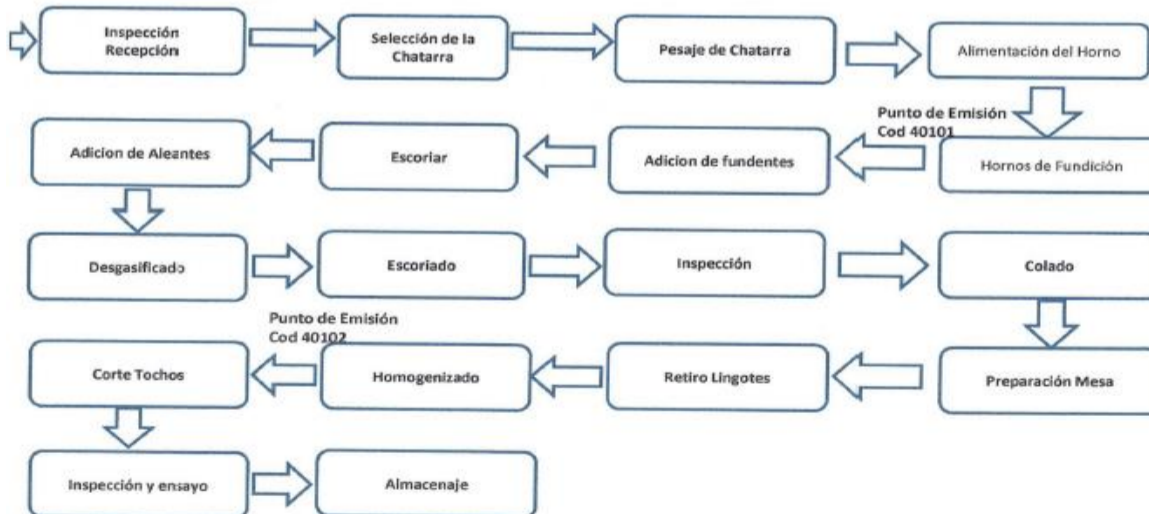 Inspección
Recepción
Selección de la
Chatarra
Pesaje de Chatarra
Alimentación del Horno
Punto de Emisión
Cod 40101
Hornos de Fundición
Adicion de fundentes
Escoriar
Adicion de Aleantes
Desgasificado
Escoriado
Inspección
Colado
Preparación Mesa
Retiro Lingotes
Punto de Emisión
Cod 40102
Homogenizado
Corte Tochos
Inspección y ensayo
Almacenaje